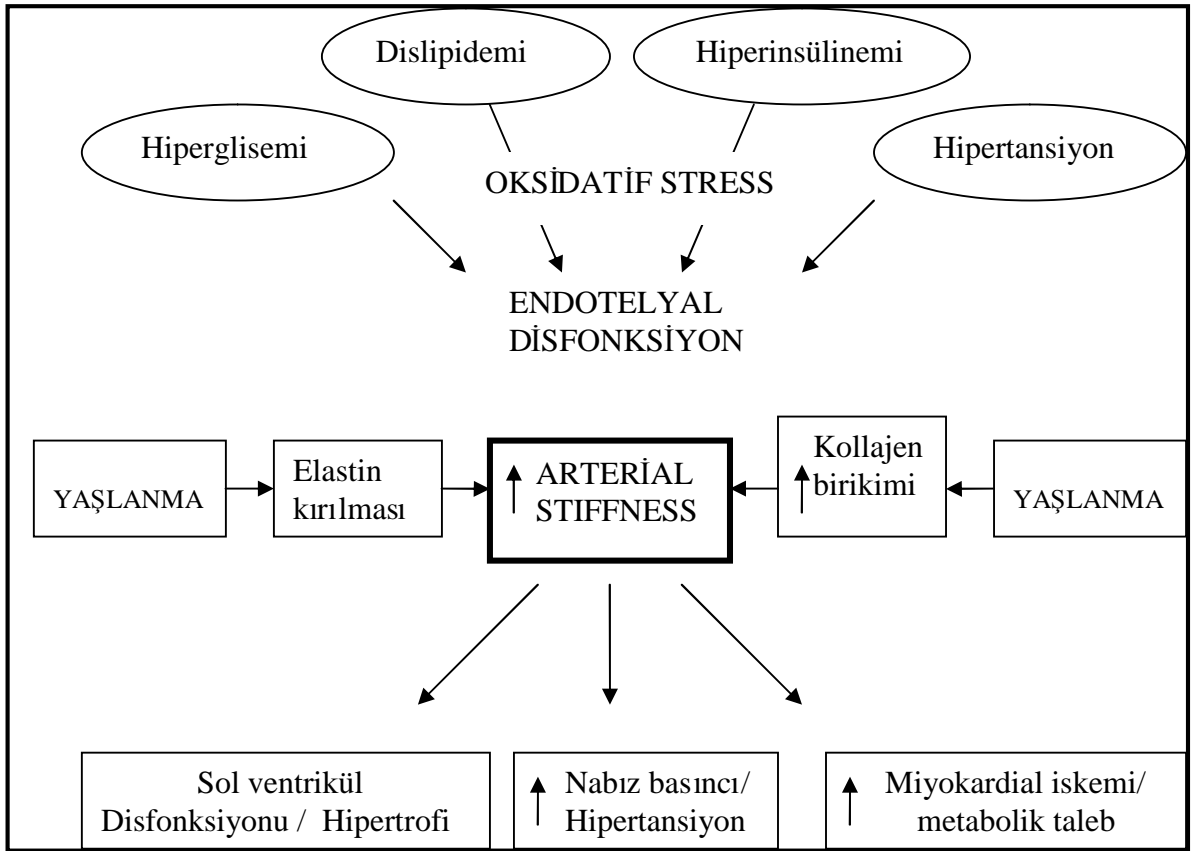 Dislipidemi
Hiperinsülinemi
Hiperglisemi
Hipertansiyon
OKSİDATİF STRESS
ENDOTELYAL
DİSFONKSİYON
YAŞLANMA
Elastin
kırılması
ARTERİAL
STIFFNESS
Kollajen
birikimi
YAŞLANMA
Sol ventrikül
Disfonksiyonu / Hipertrofi
Nabız basıncı/
Hipertansiyon
Miyokardial iskemi/
metabolik taleb